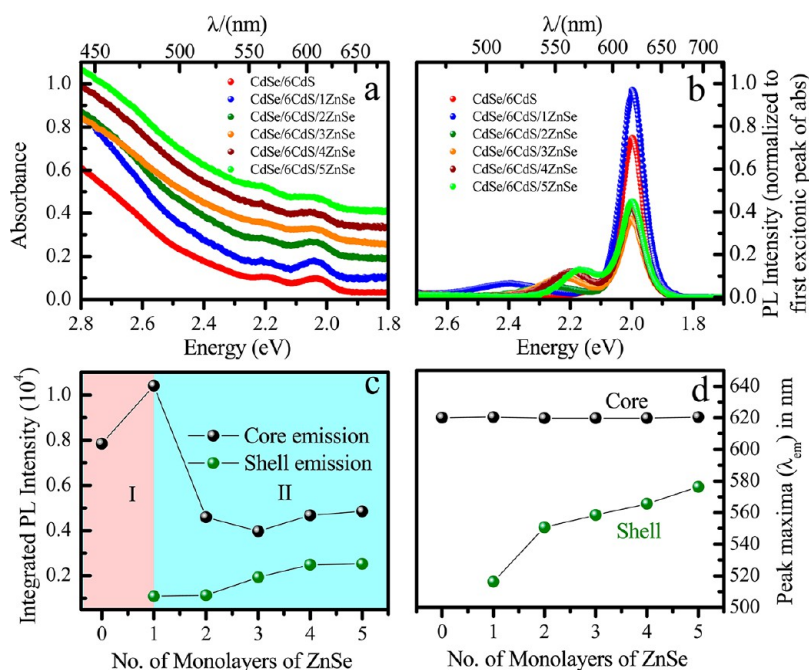 λ/(nm)
450 500 550 600 650
a
CdSe/6CdS
CdSe/6CdS/1ZnSe
CdSe/6CdS/2ZnSe
CdSe/6CdS/3ZnSe
CdSe/6CdS/4ZnSe
CdSe/6CdS/5ZnSe
Absorbance
1.0
0.8
0.6
0.4
0.2
0.0
2.8 2.6 2.4 2.2 2.0 1.8
Energy (eV)
λ/(nm)
500 550 600 650 700
b
CdSe/6CdS
CdSe/6CdS/1ZnSe
CdSe/6CdS/2ZnSe
CdSe/6CdS/3ZnSe
CdSe/6CdS/4ZnSe
CdSe/6CdS/5ZnSe
1.0
0.8
0.6
0.4
0.2
0.0
PL Intensity (normalized to
first excitonic peak of abs)
2.6 2.4 2.2 2.0 1.8
Energy (eV)
c
Integrated PL Intensity (10⁴)
1.0
0.8
0.6
0.4
0.2
Core emission
Shell emission
I
II
0 1 2 3 4 5
No. of Monolayers of ZnSe
d
Core
Shell
640
620
600
580
560
540
520
500
Peak maxima (λem) in nm
0 1 2 3 4 5
No. of Monolayers of ZnSe